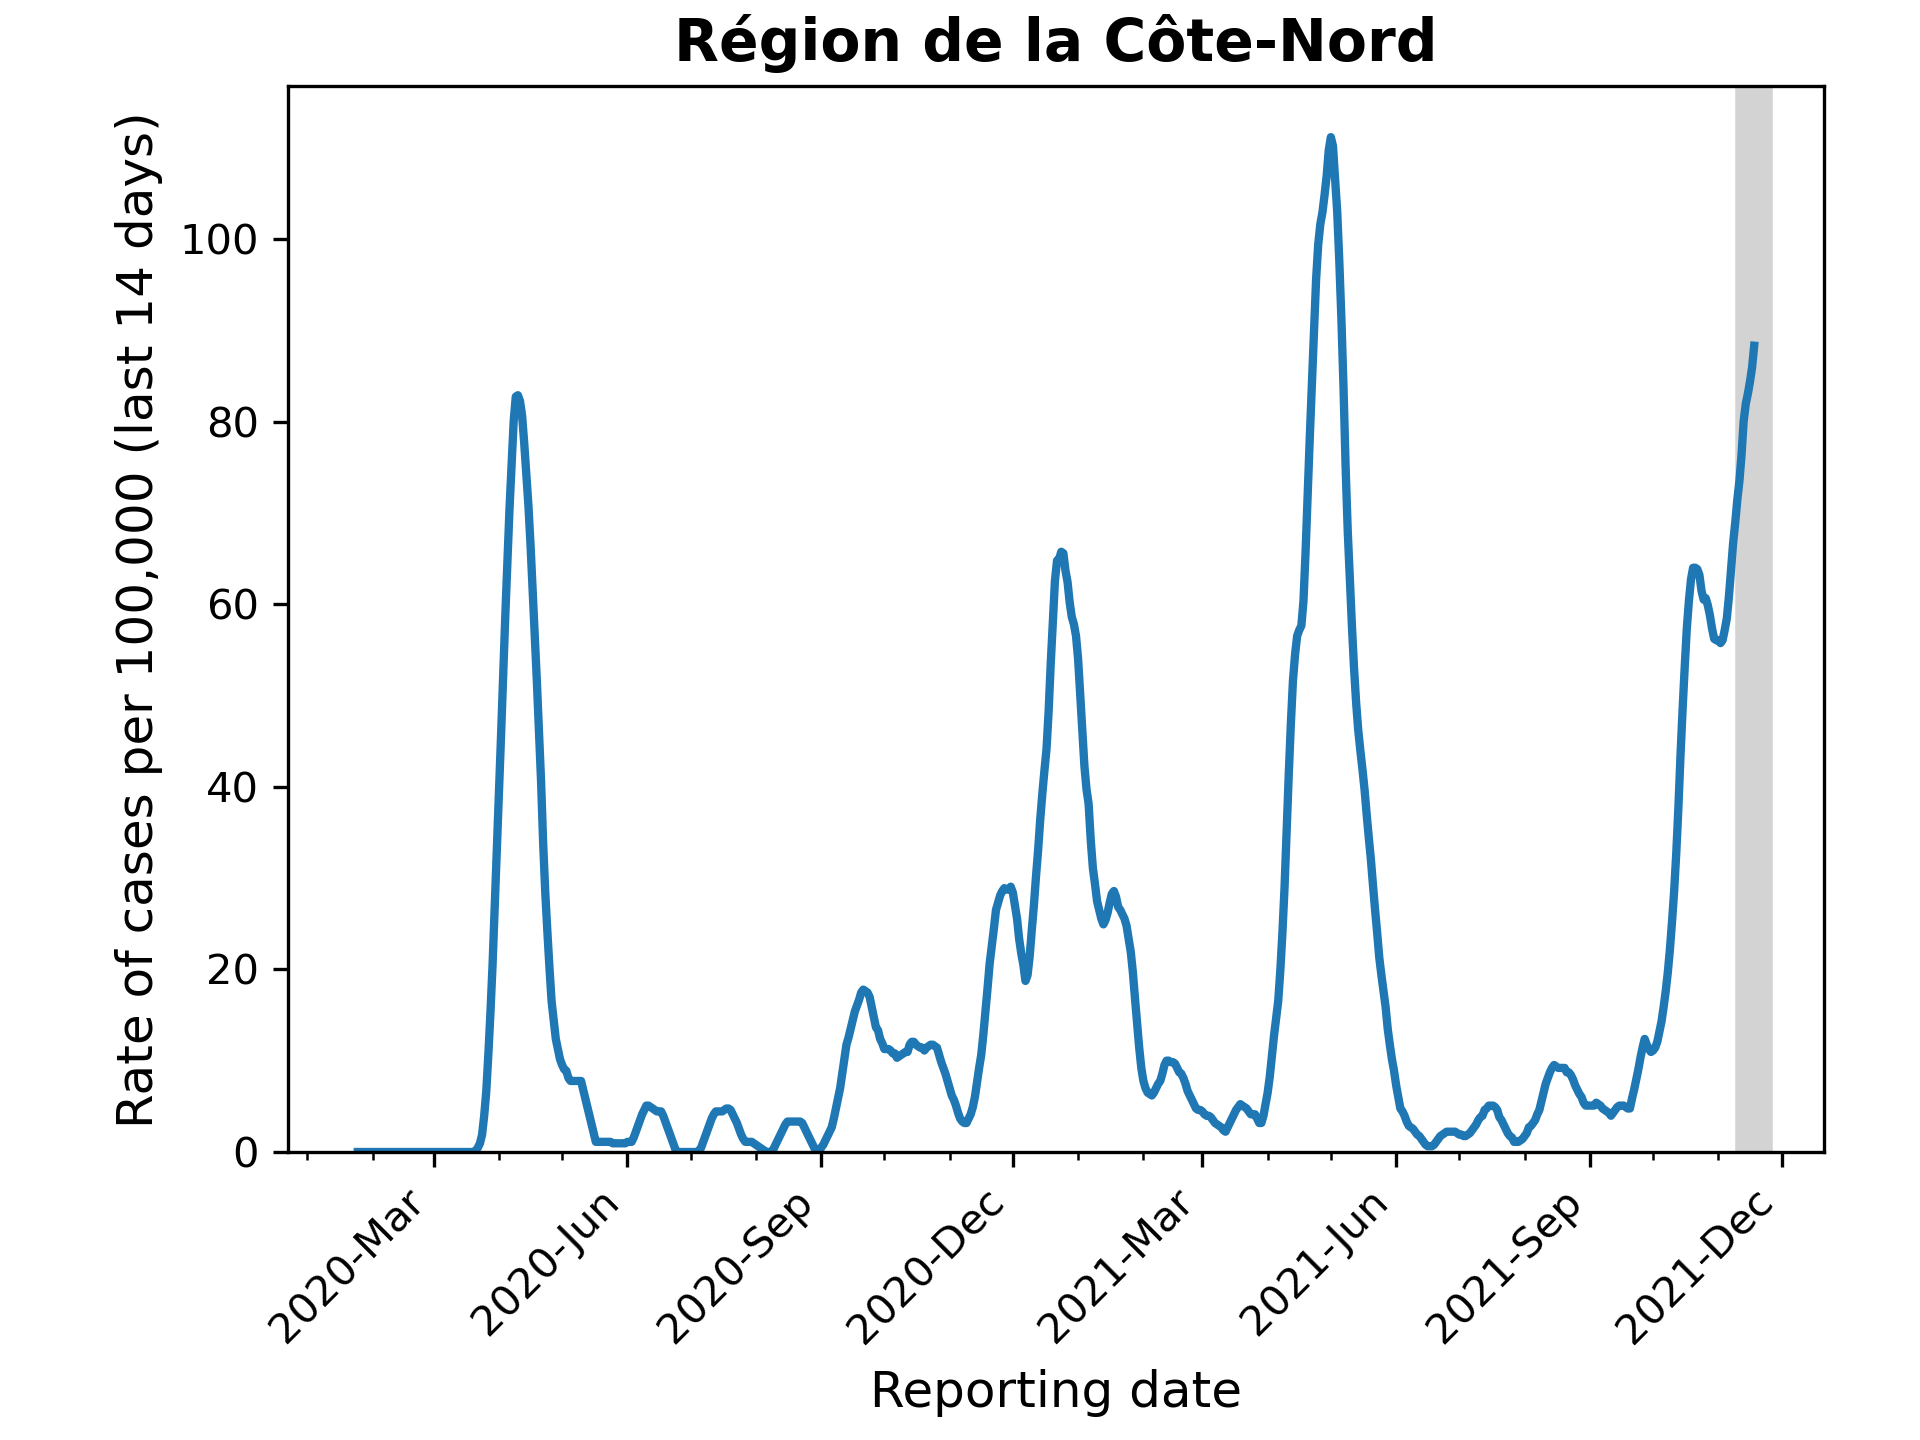 Région de la Côte-Nord
Rate of cases per 100,000 (last 14 days)
100
80
60
40
20
0
2020-Mar
2020-Jun
2020-Sep
2020-Dec
2021-Mar
2021-Jun
2021-Sep
2021-Dec
Reporting date